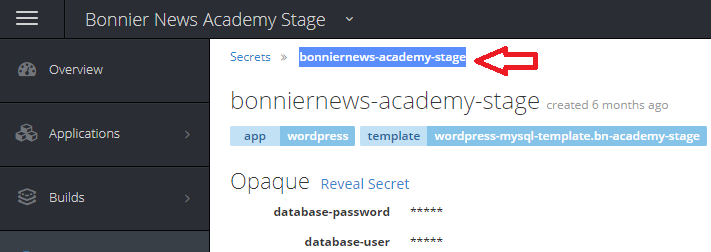 Bonnier News Academy Stage
Secrets » bonniernews-academy-stage
Overview
bonniernews-academy-stage created 6 months ago
Applications
app wordpress template wordpress-mysql-template.bn-academy-stage
Builds
Opaque Reveal Secret
database-password *****
database-user *****